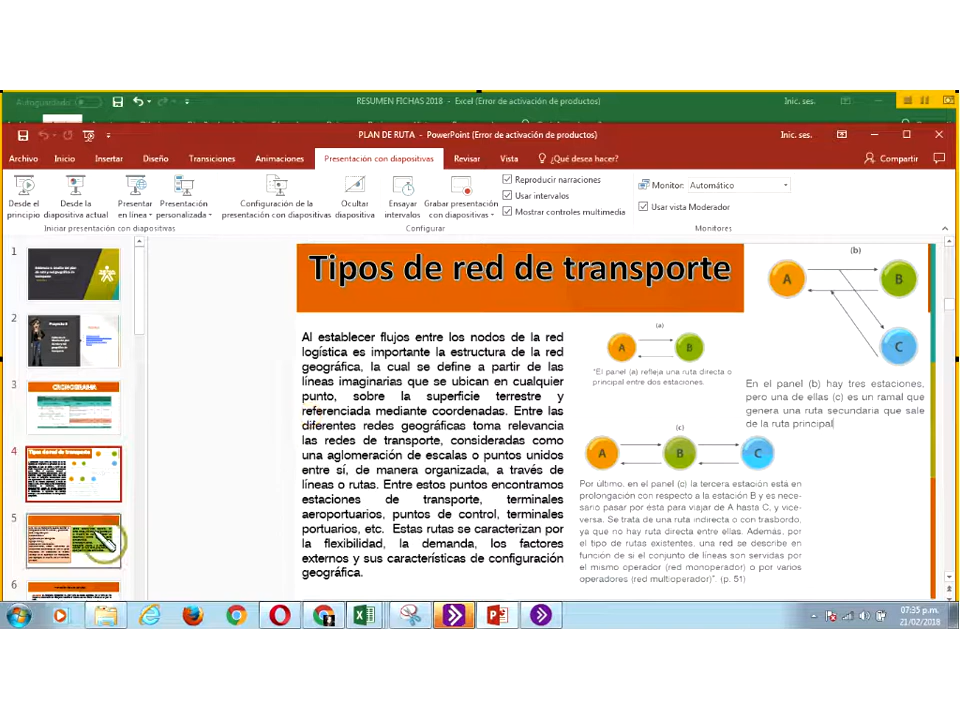 Autoguardado
RESUMEN FICHAS 2018 - Excel (Error de activación de productos)
Inic. ses.
PLAN DE RUTA - PowerPoint (Error de activación de productos)
Inic. ses.
Archivo Inicio Insertar Diseño Transiciones Animaciones Presentación con diapositivas Revisar Vista ¿Qué desea hacer? Compartir
Desde el principio
Desde la diapositiva actual
Presentar en línea
Presentación personalizada
Configuración de la presentación con diapositivas
Ocultar diapositiva
Ensayar intervalos
Grabar presentación con diapositivas
Reproducir narraciones
Usar intervalos
Mostrar controles multimedia
Monitor: Automático
Usar vista Moderador
Iniciar presentación con diapositivas
Configurar
Monitores
1
2
3
CRONOGRAMA
4
Tipos de red de transporte
5
6
Tipos de red de transporte
Al establecer flujos entre los nodos de la red
logística es importante la estructura de la red
geográfica, la cual se define a partir de las
líneas imaginarias que se ubican en cualquier
punto, sobre la superficie terrestre y
referenciada mediante coordenadas. Entre las
diferentes redes geográficas toma relevancia
las redes de transporte, consideradas como
una aglomeración de escalas o puntos unidos
entre sí, de manera organizada, a través de
líneas o rutas. Entre estos puntos encontramos
estaciones de transporte, terminales
aeroportuarios, puntos de control, terminales
portuarios, etc. Estas rutas se caracterizan por
la flexibilidad, la demanda, los factores
externos y sus características de configuración
geográfica.
(a)
A B
"El panel (a) refleja una ruta directa o
principal entre dos estaciones.
(b)
A B
C
En el panel (b) hay tres estaciones,
pero una de ellas (c) es un ramal que
genera una ruta secundaria que sale
de la ruta principal
(c)
A B C
Por último, en el panel (c) la tercera estación está en
prolongación con respecto a la estación B y es nece-
sario pasar por ésta para viajar de A hasta C, y vice-
versa. Se trata de una ruta indirecta o con trasbordo,
ya que no hay ruta directa entre ellas. Además, por
el tipo de rutas existentes, una red se describe en
función de si el conjunto de líneas son servidas por
el mismo operador (red monoperador) o por varios
operadores (red multioperador)". (p. 51)
07:35 p.m.
21/02/2018